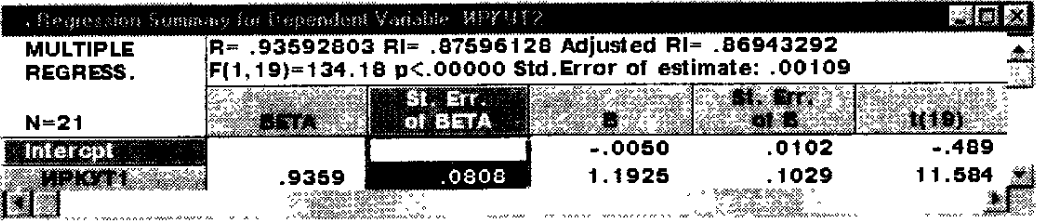 Regression Summary for Dependent Variable: ИРКУТ2
MULTIPLE REGRESS.
R= .93592803 RI= .87596128 Adjusted RI= .86943292
F(1,19)=134.18 p<.00000 Std.Error of estimate: .00109
N=21 BETA St. Err. of BETA B St. Err. of B t(19)
Intercpt -.0050 .0102 -.489
ИРКУТ1 .9359 .0808 1.1925 .1029 11.584